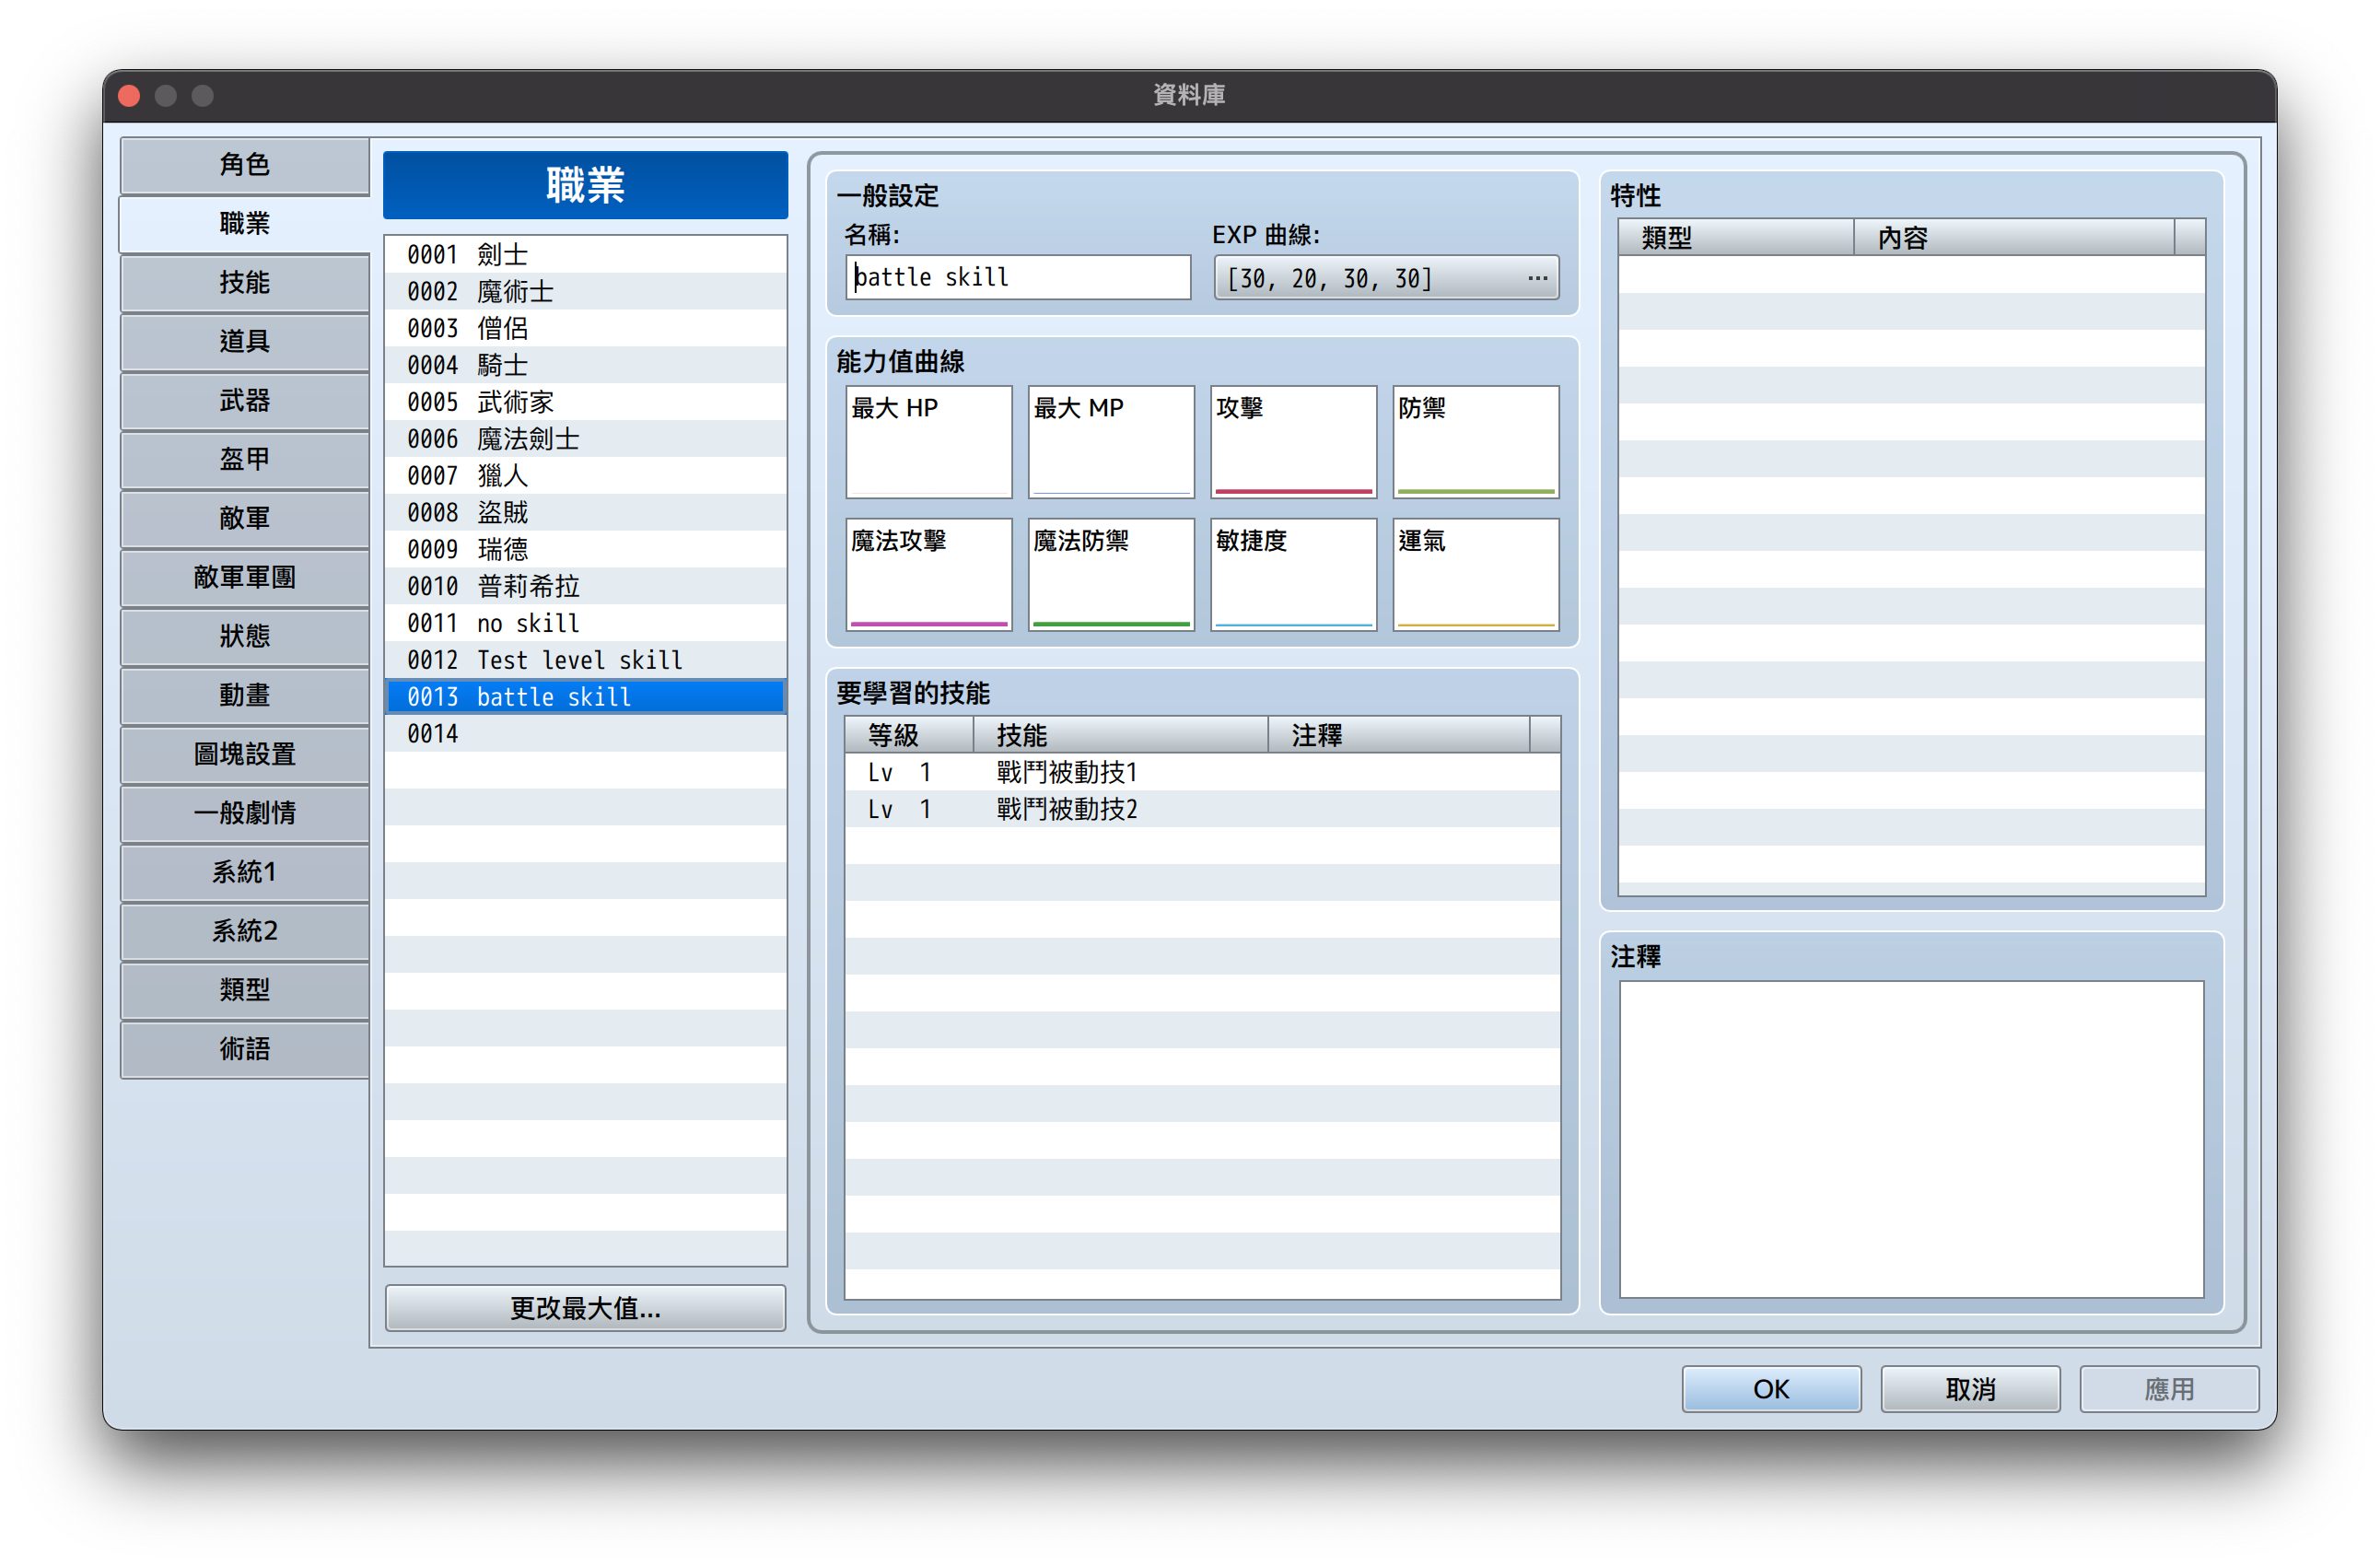 資料庫
角色
職業
技能
道具
武器
盔甲
敵軍
敵軍軍團
狀態
動畫
圖塊設置
一般劇情
系統1
系統2
類型
術語
職業
0001 劍士
0002 魔術士
0003 僧侶
0004 騎士
0005 武術家
0006 魔法劍士
0007 獵人
0008 盜賊
0009 瑞德
0010 普莉希拉
0011 no skill
0012 Test level skill
0013 battle skill
0014
更改最大值...
一般設定
名稱: EXP 曲線:
battle skill [30, 20, 30, 30] ...
能力值曲線
最大 HP 最大 MP 攻擊 防禦
魔法攻擊 魔法防禦 敏捷度 運氣
要學習的技能
等級 技能 注釋
Lv 1 戰鬥被動技1
Lv 1 戰鬥被動技2
特性
類型 內容
注釋
OK 取消 應用